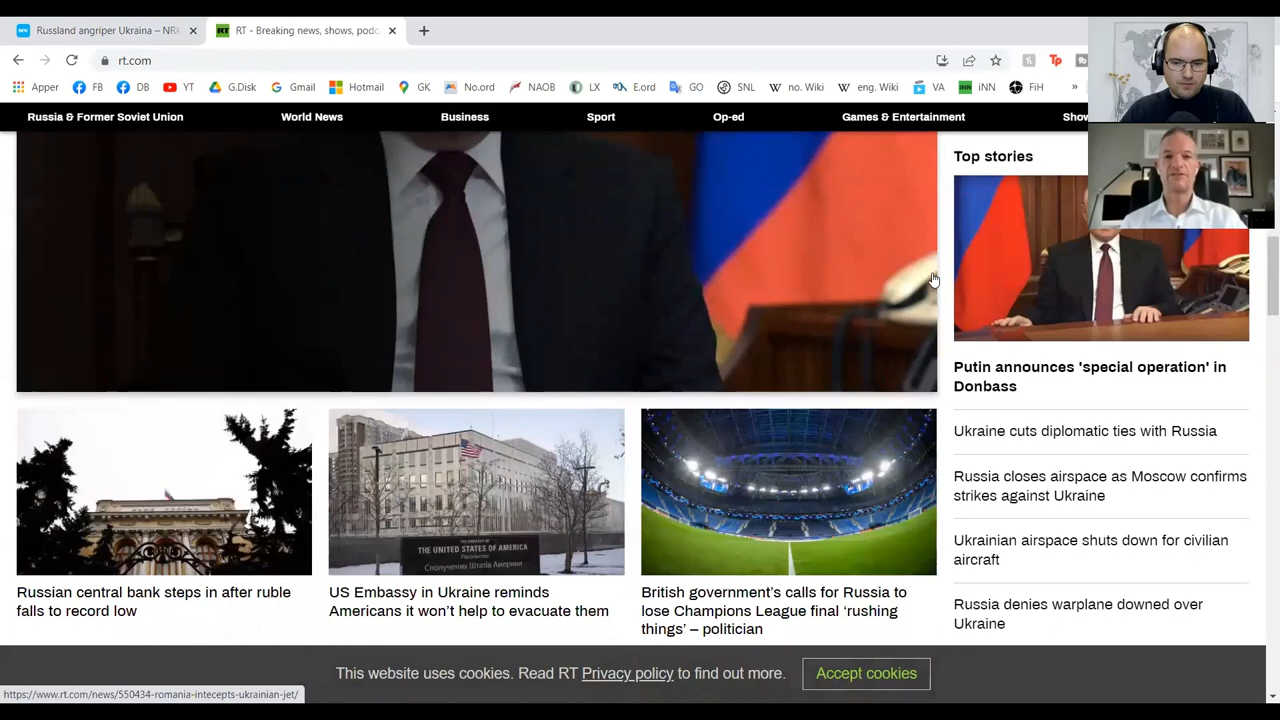 Russland angriper Ukraina – NRK
RT - Breaking news, shows, podc
rt.com
Apper
FB
DB
YT
G.Disk
Gmail
Hotmail
GK
No.ord
NAOB
LX
E.ord
GO
SNL
no. Wiki
eng. Wiki
VA
iNN
FiH
»
Russia & Former Soviet Union
World News
Business
Sport
Op-ed
Games & Entertainment
Show
Top stories
Putin announces 'special operation' in
Donbass
Ukraine cuts diplomatic ties with Russia
Russia closes airspace as Moscow confirms
strikes against Ukraine
Ukrainian airspace shuts down for civilian
aircraft
Russia denies warplane downed over
Ukraine
THE UNITED STATES OF AMERICA
Сполучених Штатів Америки
Russian central bank steps in after ruble
falls to record low
US Embassy in Ukraine reminds
Americans it won’t help to evacuate them
British government’s calls for Russia to
lose Champions League final ‘rushing
things’ – politician
This website uses cookies. Read RT Privacy policy to find out more.
Accept cookies
https://www.rt.com/news/550434-romania-intecepts-ukrainian-jet/